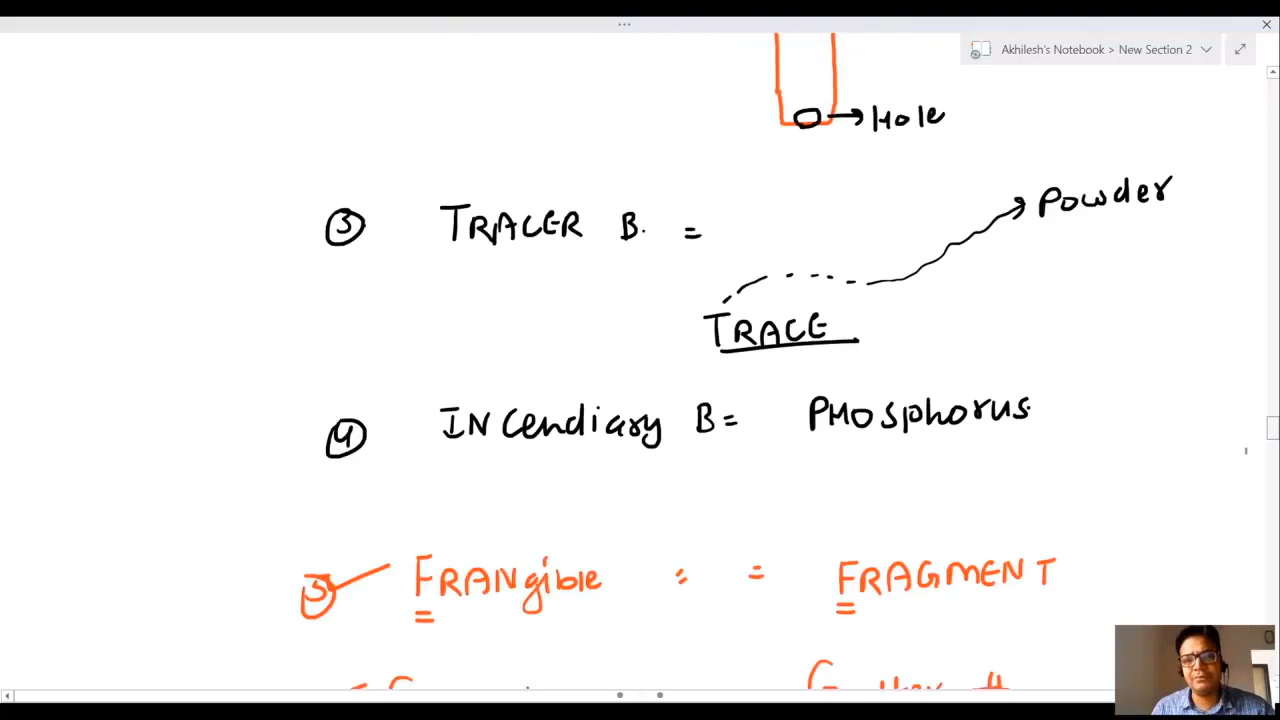 Akhilesh's Notebook > New Section 2
→ Hole
③ TRACER B. =
Powder
TRACE
④ INCendiary B = PHOsphorus
⑤ FRANgible : = FRAGMENT